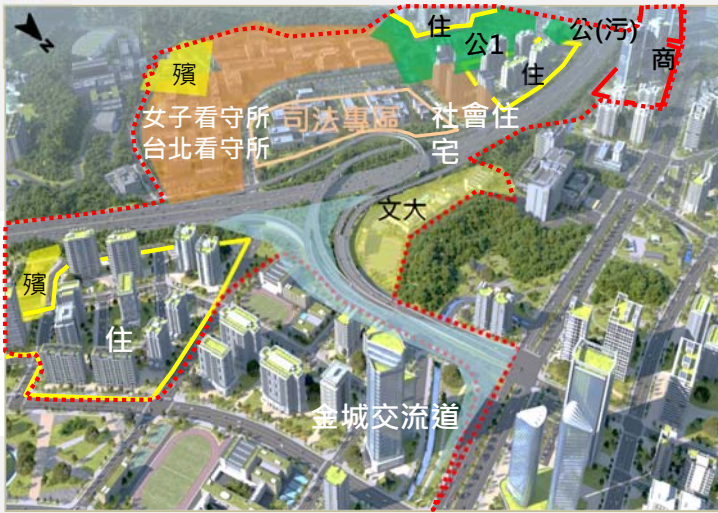 N
住
公1
公(污)
商
殯
住
女子看守所
台北看守所
司法專區
社會住
宅
文大
殯
住
金城交流道